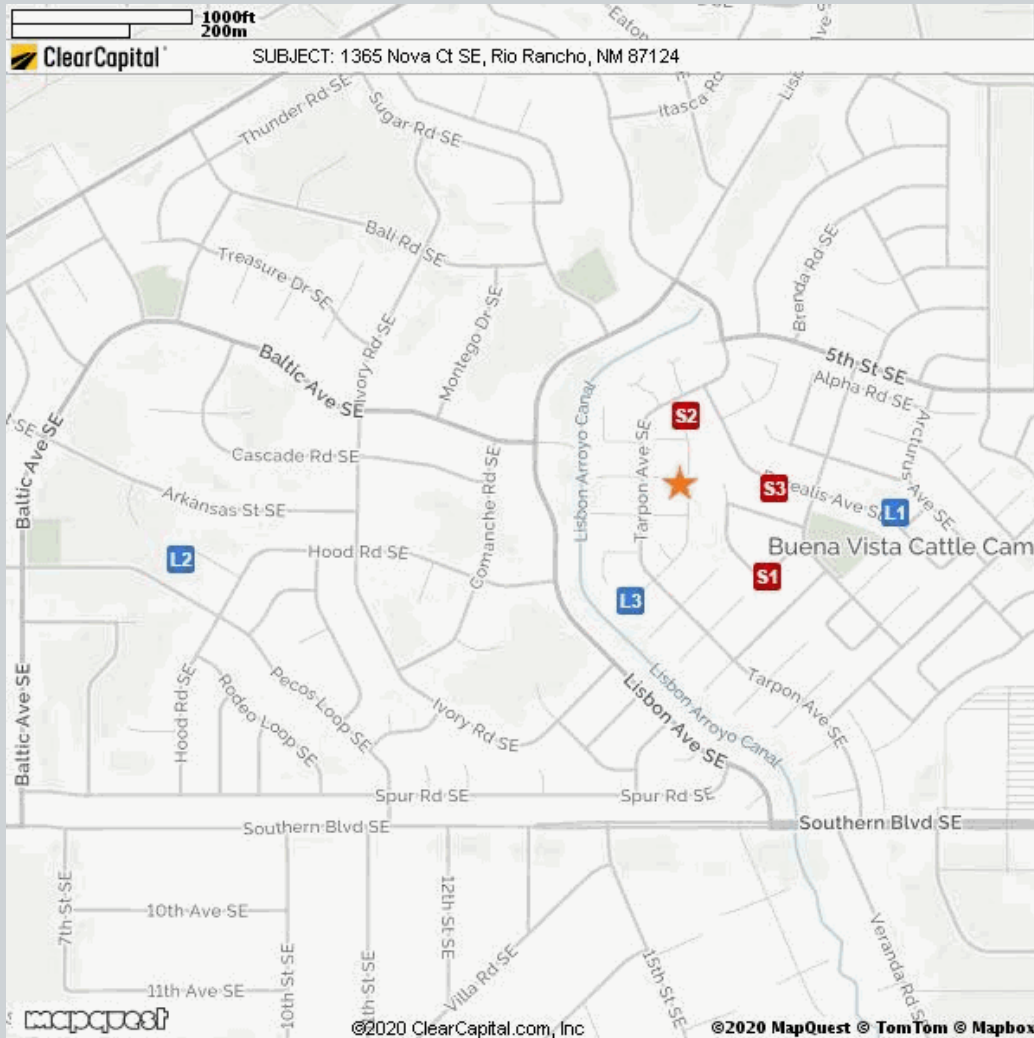 1000ft
200m
ClearCapital
SUBJECT: 1365 Nova Ct SE, Rio Rancho, NM 87124
Eaton
Thunder Rd SE
Sugar Rd SE
Itasca Rd
Ball Rd SE
Treasure Dr SE
Ivory Rd SE
Montego Dr SE
Brenda Rd SE
Baltic Ave SE
5th St SE
Alpha Rd SE
Arcturus Ave SE
Lisbon Arroyo Canal
Tarpon Ave SE
S2
Cascade Rd SE
Comanche Rd SE
Baltic Ave SE
Arkansas St SE
S3
ealis Ave S
L1
Hood Rd SE
L2
Buena Vista Cattle Cam
S1
L3
Hood Rd SE
Rodeo Loop SE
Pecos Loop SE
Ivory Rd SE
Lisbon Ave SE
Lisbon Arroyo Canal
Tarpon Ave SE
Baltic Ave SE
Spur Rd SE
Spur Rd SE
Southern Blvd SE
Southern Blvd SE
7th St SE
10th Ave SE
12th St SE
10th St SE
1th St SE
11th Ave SE
Villa Rd SE
15th St SE
Veranda Rd S
mapquest
©2020 ClearCapital.com, Inc
©2020 MapQuest © TomTom © Mapbox